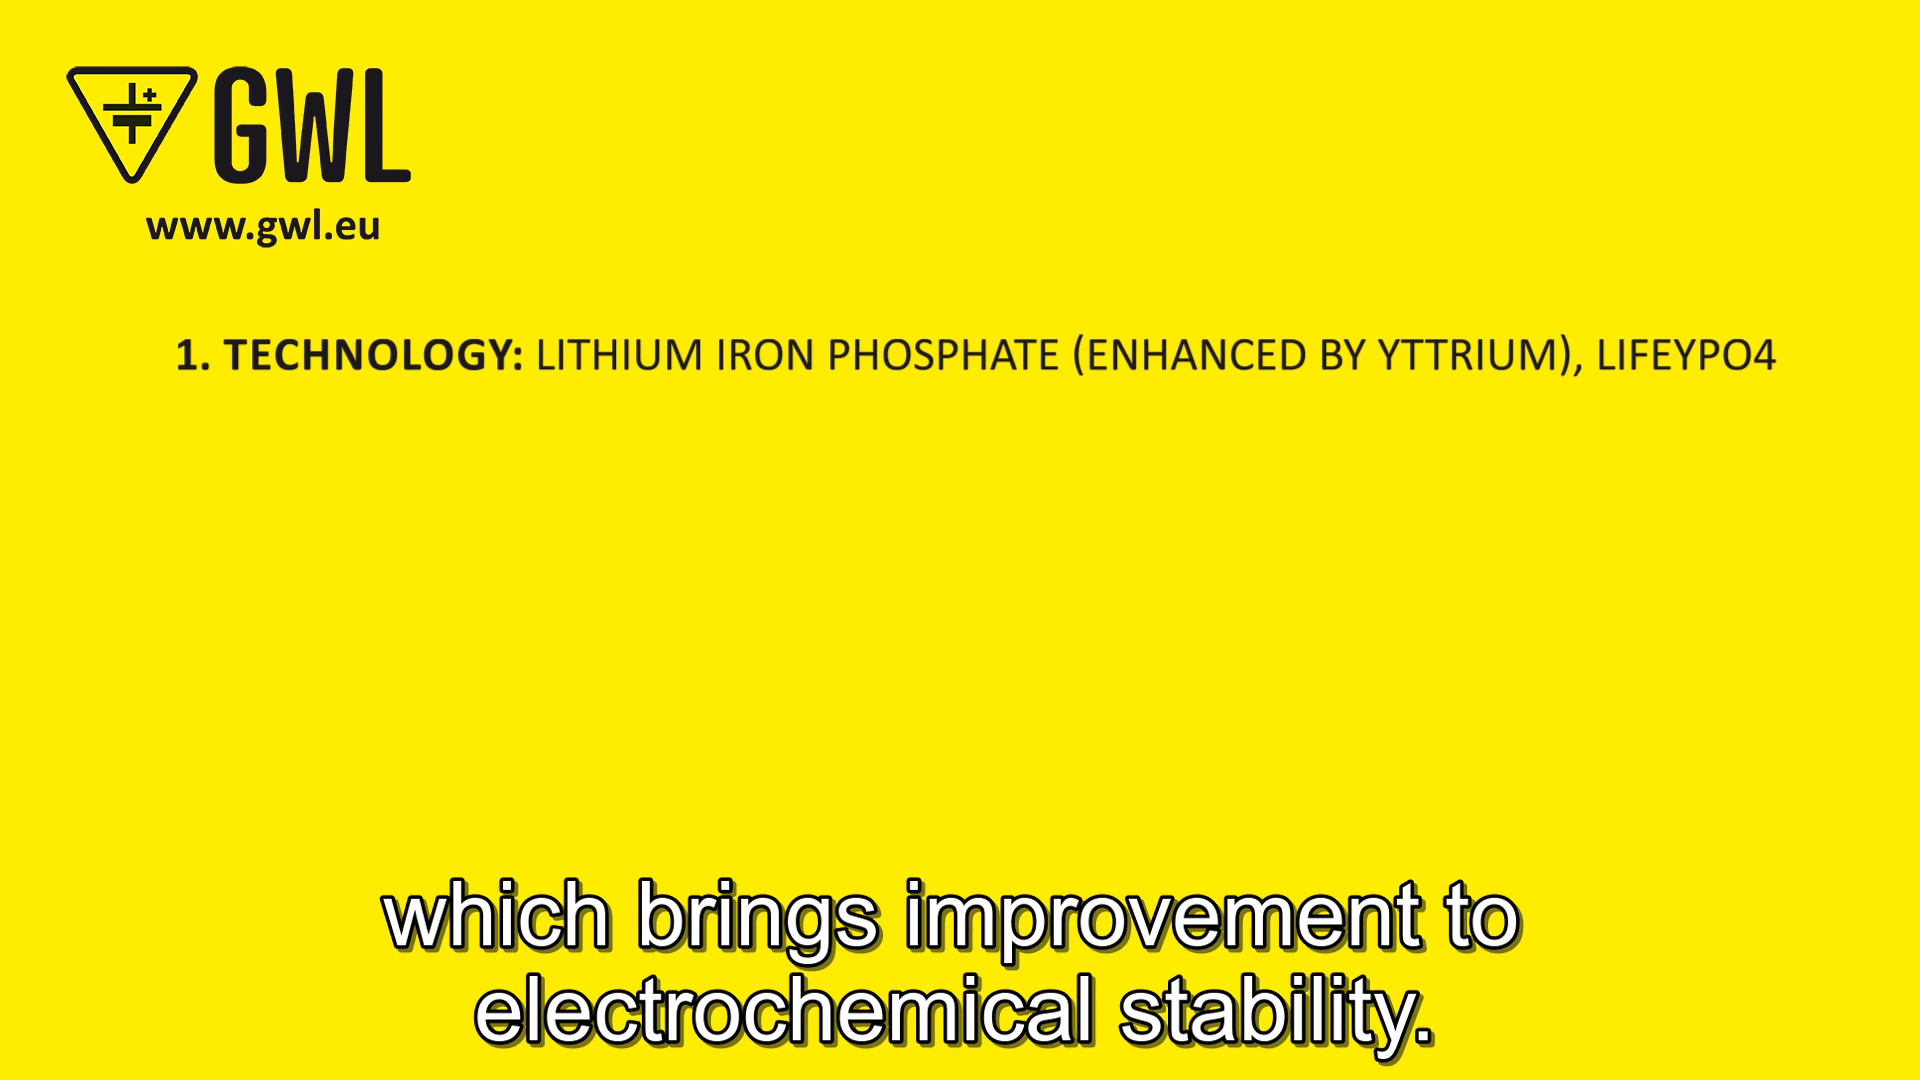 GWL
www.gwl.eu
1. TECHNOLOGY: LITHIUM IRON PHOSPHATE (ENHANCED BY YTTRIUM), LIFEYPO4
which brings improvement to
electrochemical stability.